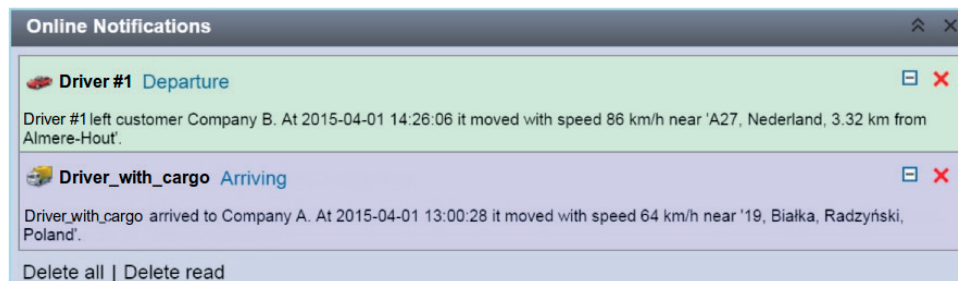 Online Notifications
Driver #1 Departure
Driver #1 left customer Company B. At 2015-04-01 14:26:06 it moved with speed 86 km/h near 'A27, Nederland, 3.32 km from
Almere-Hout'.
Driver_with_cargo Arriving
Driver_with_cargo arrived to Company A. At 2015-04-01 13:00:28 it moved with speed 64 km/h near '19, Białka, Radzyński,
Poland'.
Delete all | Delete read